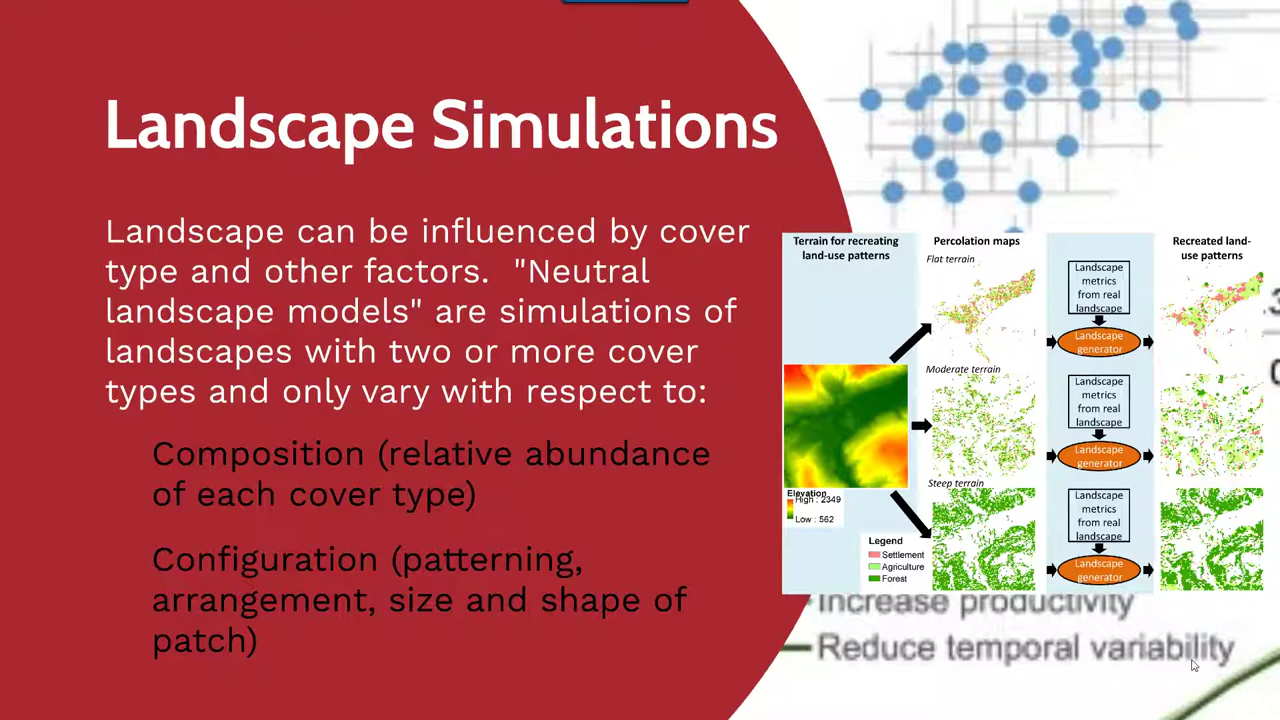 Landscape Simulations
Landscape can be influenced by cover
type and other factors.  "Neutral
landscape models" are simulations of
landscapes with two or more cover
types and only vary with respect to:
Composition (relative abundance
of each cover type)
Configuration (patterning,
arrangement, size and shape of
patch)
Terrain for recreating
land-use patterns
Elevation
High : 2349
Low : 562
Legend
Settlement
Agriculture
Forest
Percolation maps
Flat terrain
Moderate terrain
Steep terrain
Landscape
metrics
from real
landscape
Landscape
generator
Landscape
metrics
from real
landscape
Landscape
generator
Landscape
metrics
from real
landscape
Landscape
generator
Recreated land-
use patterns
Increase productivity
Reduce temporal variability